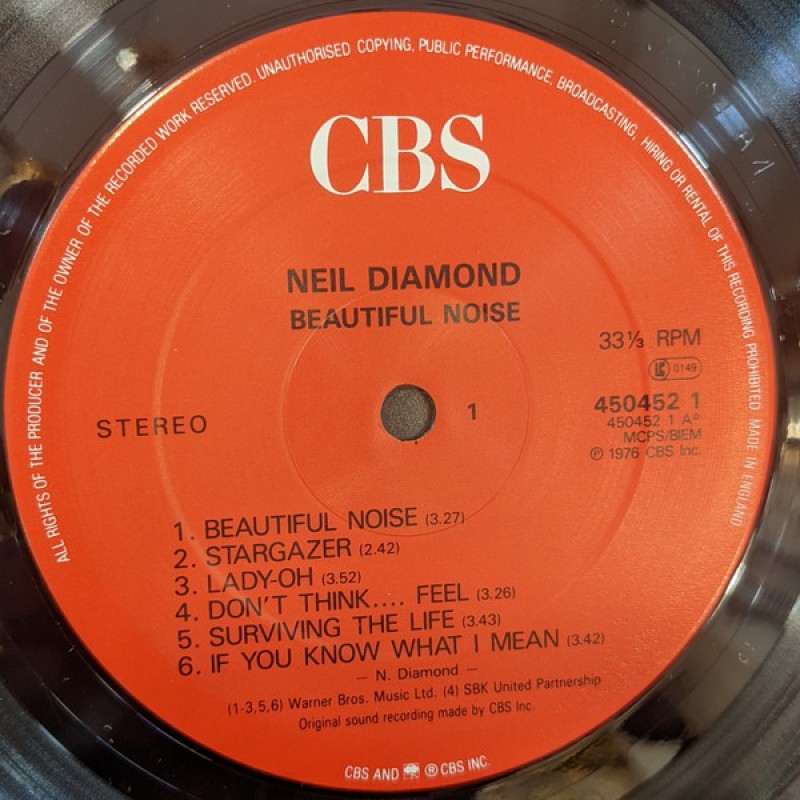 ALL RIGHTS OF THE PRODUCER AND OF THE OWNER OF THE RECORDED WORK RESERVED. UNAUTHORISED COPYING, PUBLIC PERFORMANCE, BROADCASTING, HIRING OR RENTAL OF THIS RECORDING PROHIBITED MADE IN ENGLAND
CBS
NEIL DIAMOND
BEAUTIFUL NOISE
33⅓ RPM
LC 0149
STEREO
1
450452 1
450452 1 Aº
MCPS/BIEM
℗ 1976 CBS Inc.
1. BEAUTIFUL NOISE (3.27)
2. STARGAZER (2.42)
3. LADY-OH (3.52)
4. DON'T THINK.... FEEL (3.26)
5. SURVIVING THE LIFE (3.43)
6. IF YOU KNOW WHAT I MEAN (3.42)
– N. Diamond –
(1-3,5,6) Warner Bros. Music Ltd. (4) SBK United Partnership
Original sound recording made by CBS Inc.
CBS AND ® CBS INC.